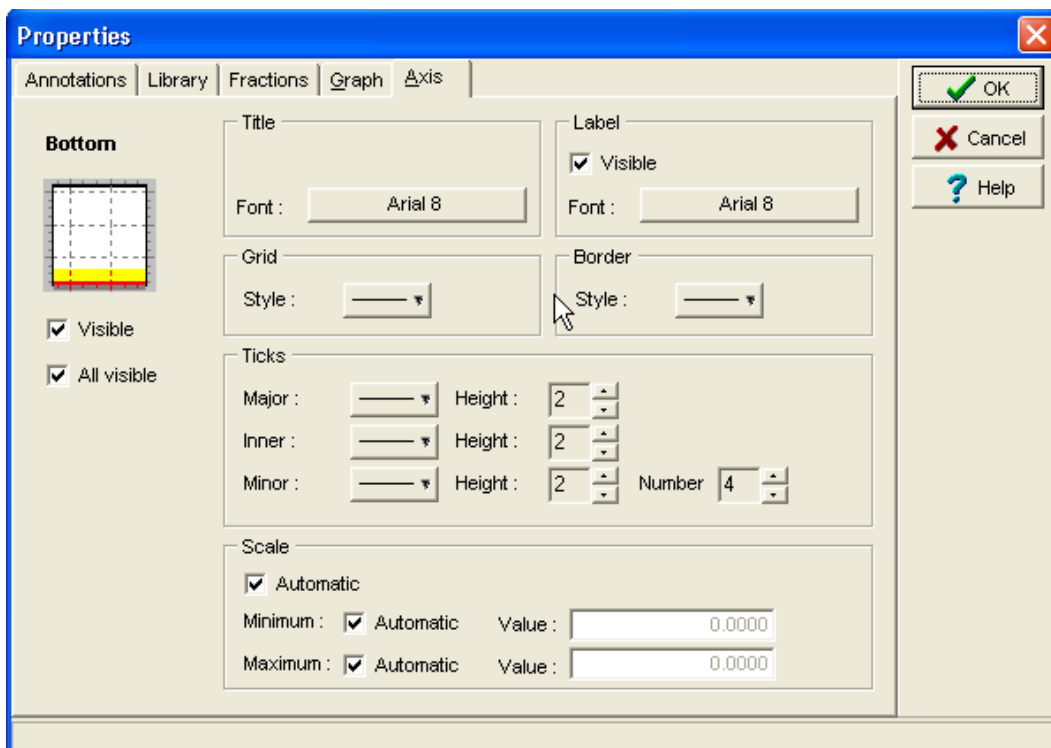 Properties
Annotations Library Fractions Graph Axis
OK
Cancel
Help
Bottom
Visible
All visible
Title
Font : Arial 8
Label
Visible
Font : Arial 8
Grid
Style :
Border
Style :
Ticks
Major : Height : 2
Inner : Height : 2
Minor : Height : 2 Number 4
Scale
Automatic
Minimum : Automatic Value : 0.0000
Maximum : Automatic Value : 0.0000